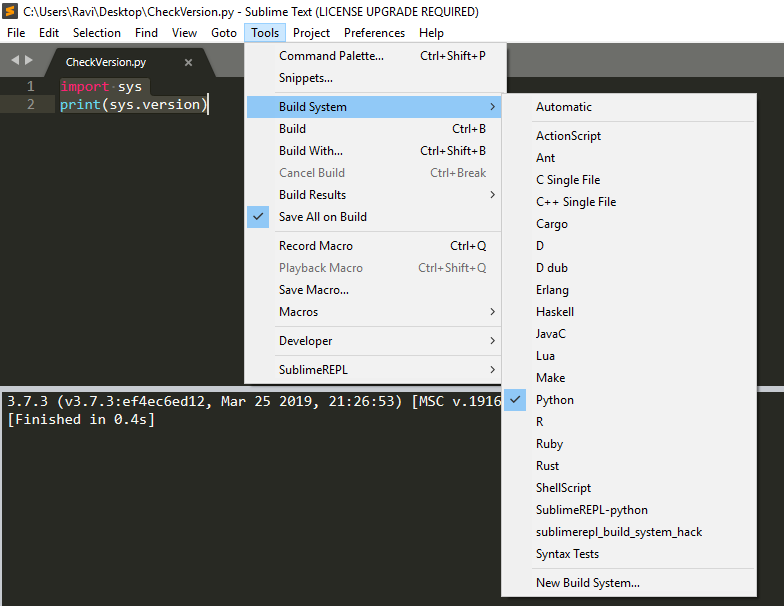 C:\Users\Ravi\Desktop\CheckVersion.py - Sublime Text (LICENSE UPGRADE REQUIRED)
File Edit Selection Find View Goto Tools Project Preferences Help
CheckVersion.py
1 import sys
2 print(sys.version)
Command Palette... Ctrl+Shift+P
Snippets...
Build System
Build Ctrl+B
Build With... Ctrl+Shift+B
Cancel Build Ctrl+Break
Build Results
Save All on Build
Record Macro Ctrl+Q
Playback Macro Ctrl+Shift+Q
Save Macro...
Macros
Developer
SublimeREPL
Automatic
ActionScript
Ant
C Single File
C++ Single File
Cargo
D
D dub
Erlang
Haskell
JavaC
Lua
Make
Python
R
Ruby
Rust
ShellScript
SublimeREPL-python
sublimerepl_build_system_hack
Syntax Tests
New Build System...
3.7.3 (v3.7.3:ef4ec6ed12, Mar 25 2019, 21:26:53) [MSC v.1916
[Finished in 0.4s]